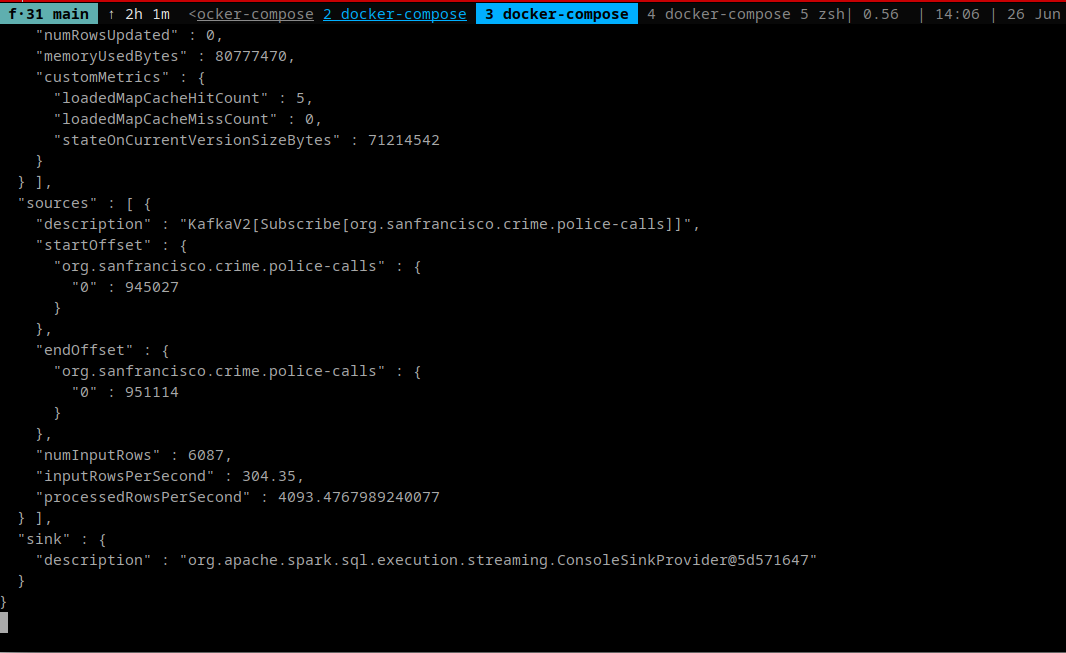 f·31 main ↑ 2h 1m <ocker-compose 2 docker-compose 3 docker-compose 4 docker-compose 5 zsh| 0.56 | 14:06 | 26 Jun
    "numRowsUpdated" : 0,
    "memoryUsedBytes" : 80777470,
    "customMetrics" : {
      "loadedMapCacheHitCount" : 5,
      "loadedMapCacheMissCount" : 0,
      "stateOnCurrentVersionSizeBytes" : 71214542
    }
  } ],
  "sources" : [ {
    "description" : "KafkaV2[Subscribe[org.sanfrancisco.crime.police-calls]]",
    "startOffset" : {
      "org.sanfrancisco.crime.police-calls" : {
        "0" : 945027
      }
    },
    "endOffset" : {
      "org.sanfrancisco.crime.police-calls" : {
        "0" : 951114
      }
    },
    "numInputRows" : 6087,
    "inputRowsPerSecond" : 304.35,
    "processedRowsPerSecond" : 4093.4767989240077
  } ],
  "sink" : {
    "description" : "org.apache.spark.sql.execution.streaming.ConsoleSinkProvider@5d571647"
  }
}